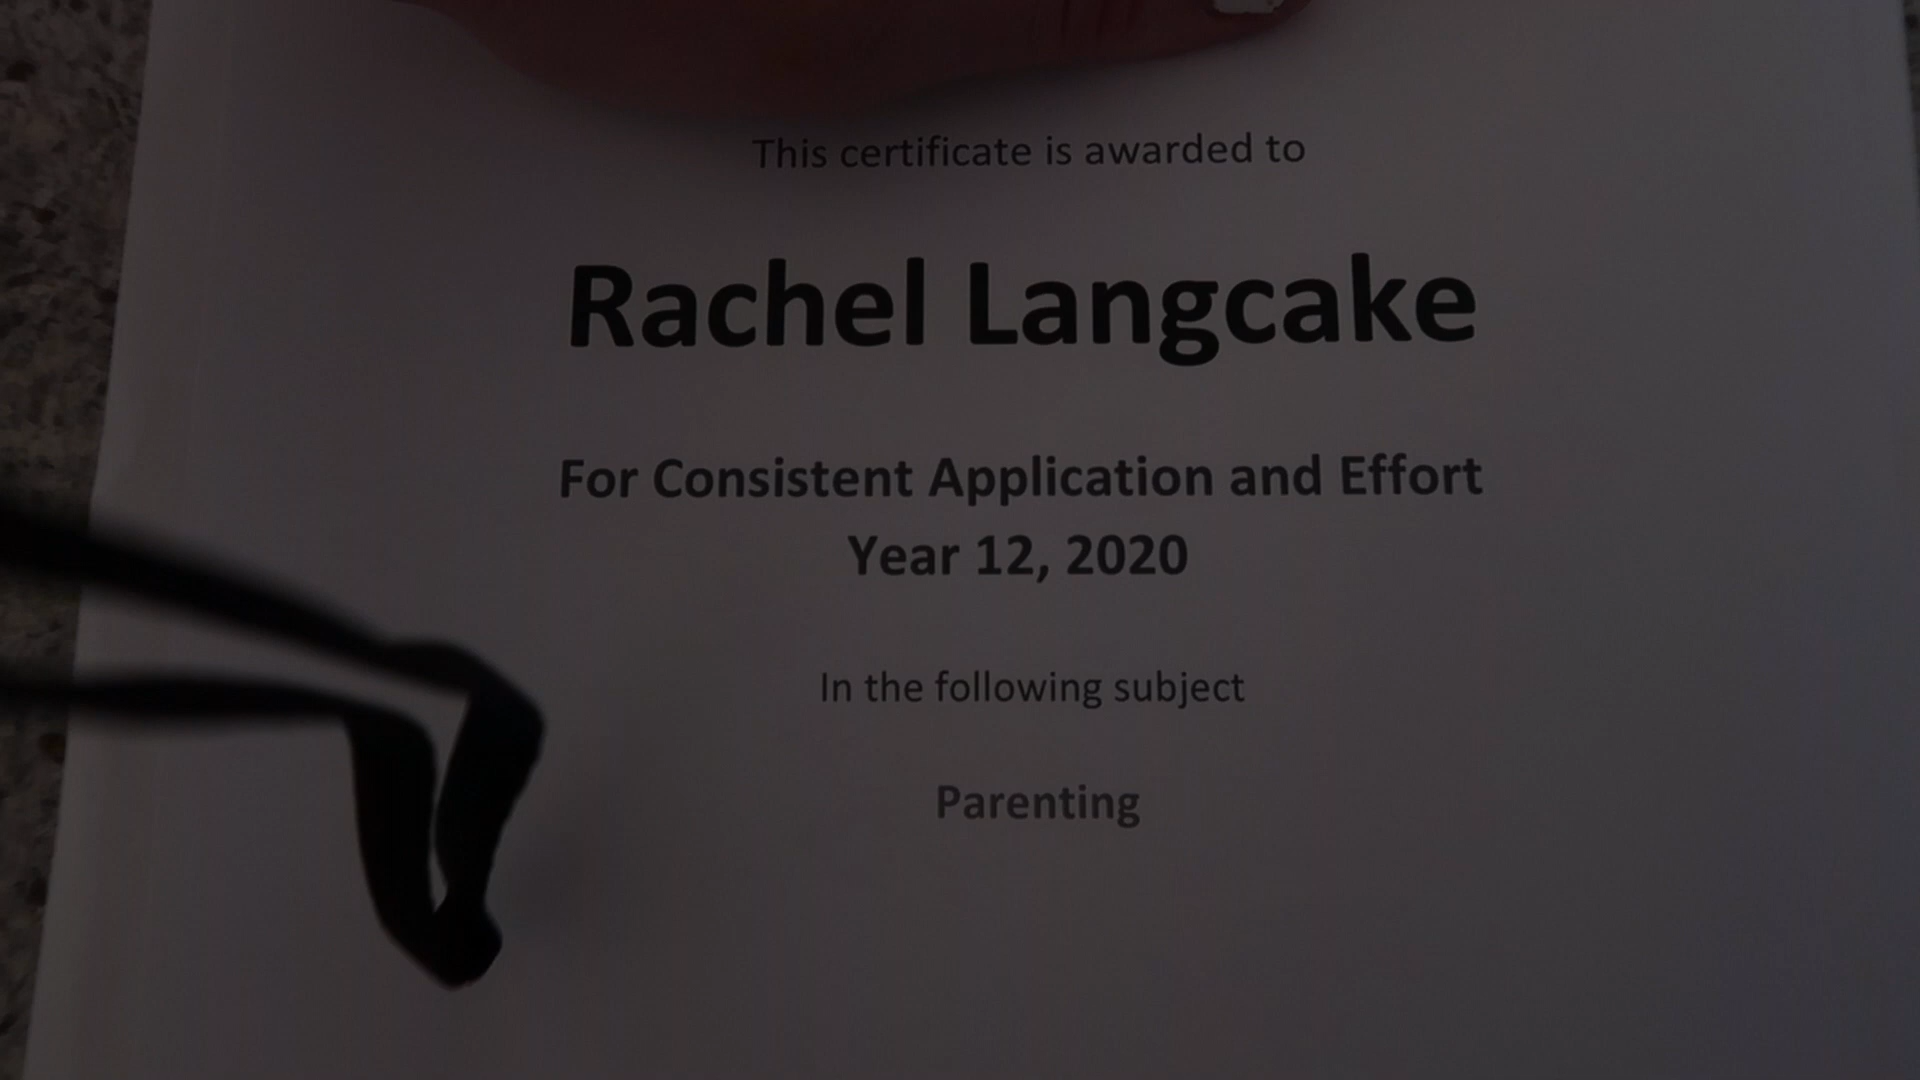 This certificate is awarded to
Rachel Langcake
For Consistent Application and Effort
Year 12, 2020
In the following subject
Parenting